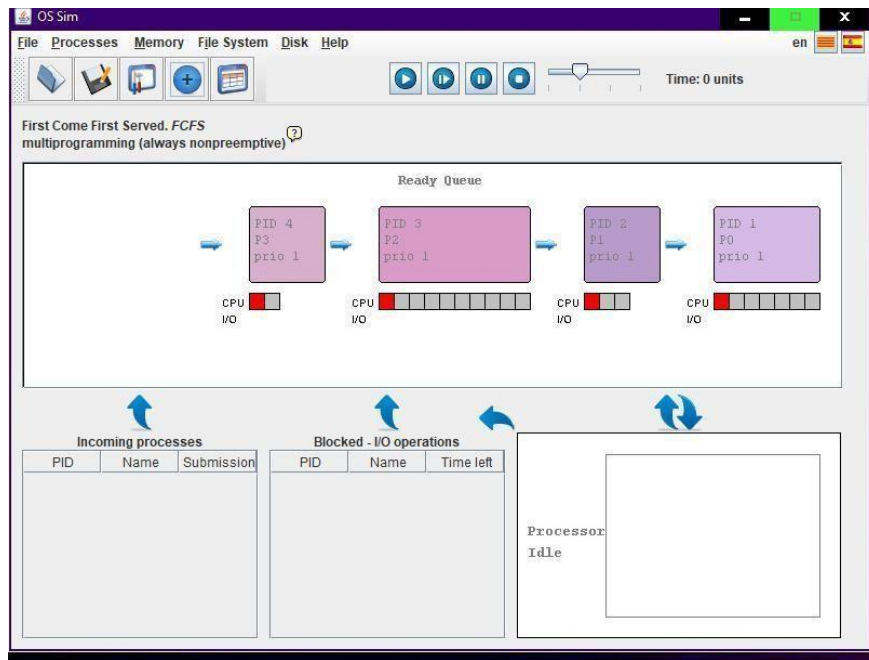 OS Sim
File Processes Memory File System Disk Help en
Time: 0 units
First Come First Served. FCFS
multiprogramming (always nonpreemptive) ?
Ready Queue
PID 4
P3
prio 1
CPU
I/O
PID 3
P2
prio 1
CPU
I/O
PID 2
P1
prio 1
CPU
I/O
PID 1
P0
prio 1
CPU
I/O
Incoming processes
PID Name Submission
Blocked - I/O operations
PID Name Time left
Processor
Idle